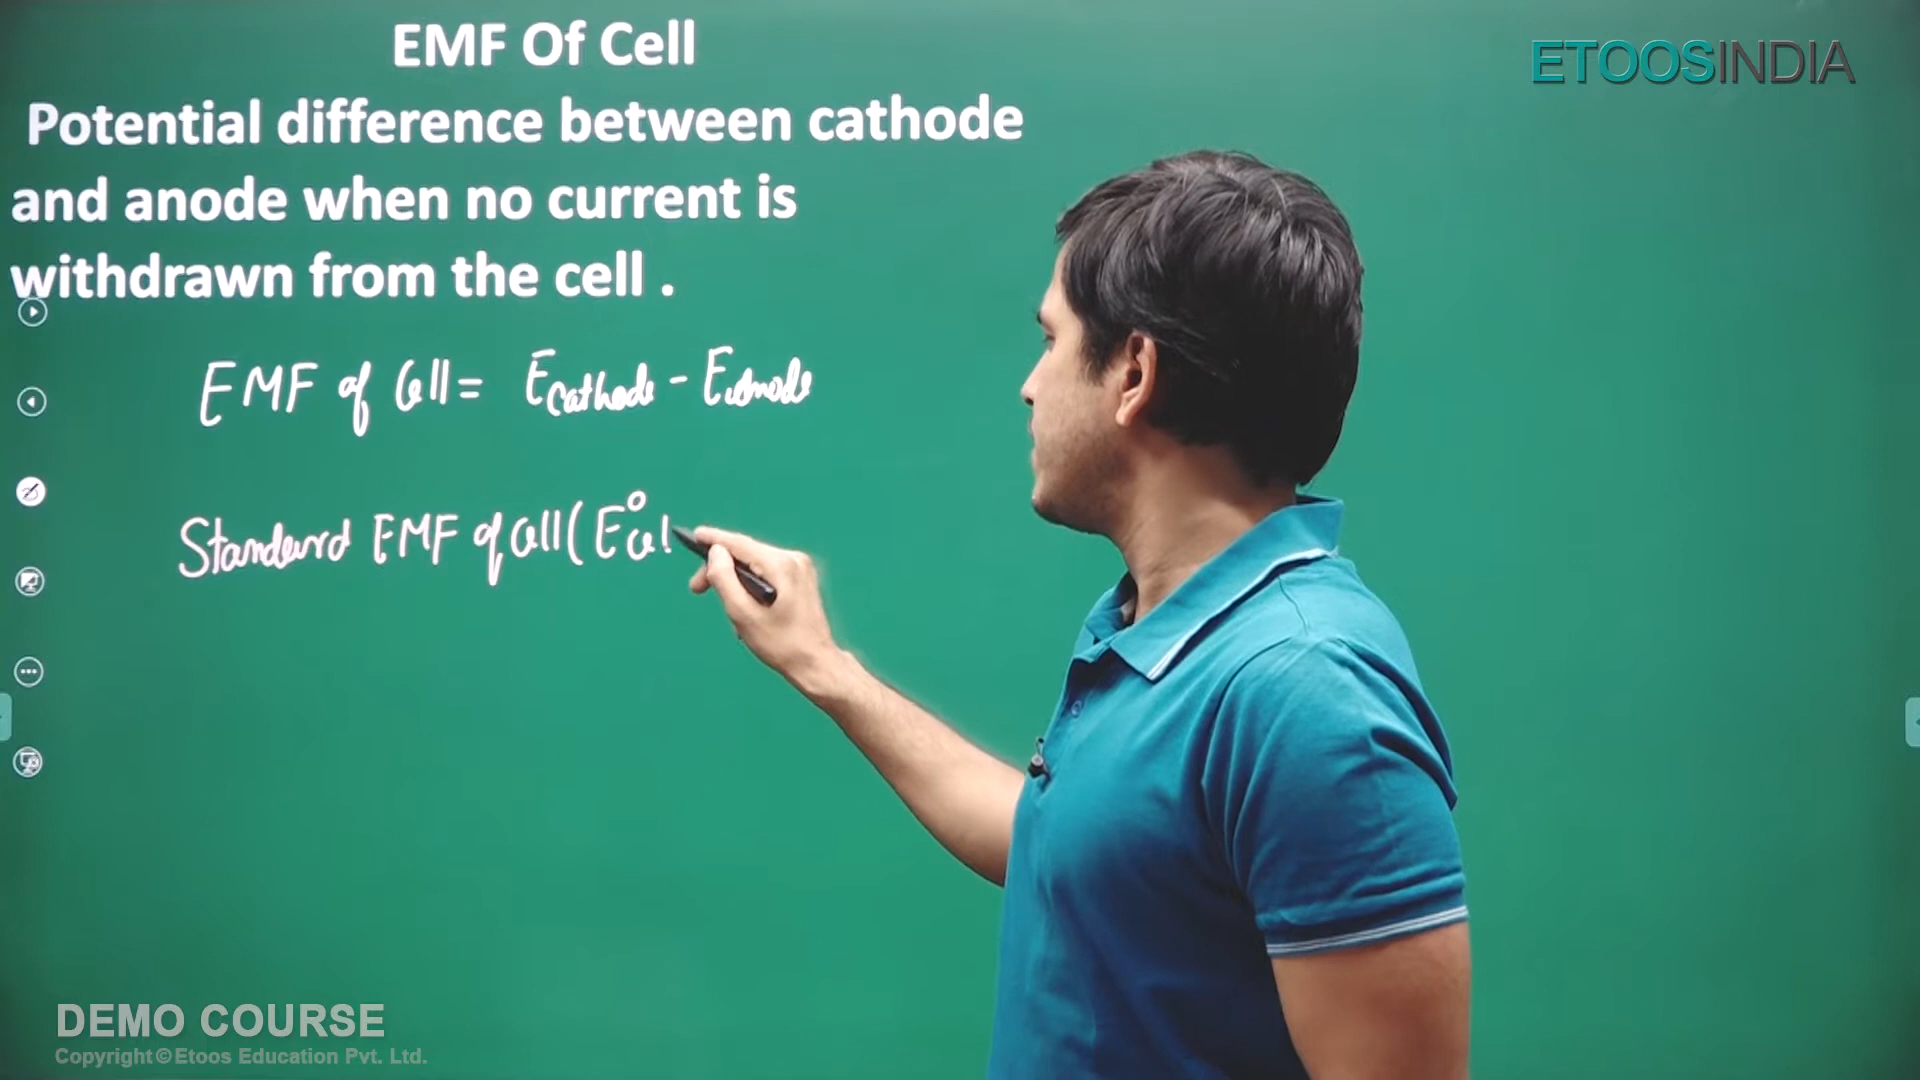 EMF Of Cell
ETOOSINDIA
Potential difference between cathode
and anode when no current is
withdrawn from the cell .
EMF of Cell = Ecathode - Eanode
Standard EMF of Cell ( E°cel
DEMO COURSE
Copyright © Etoos Education Pvt. Ltd.